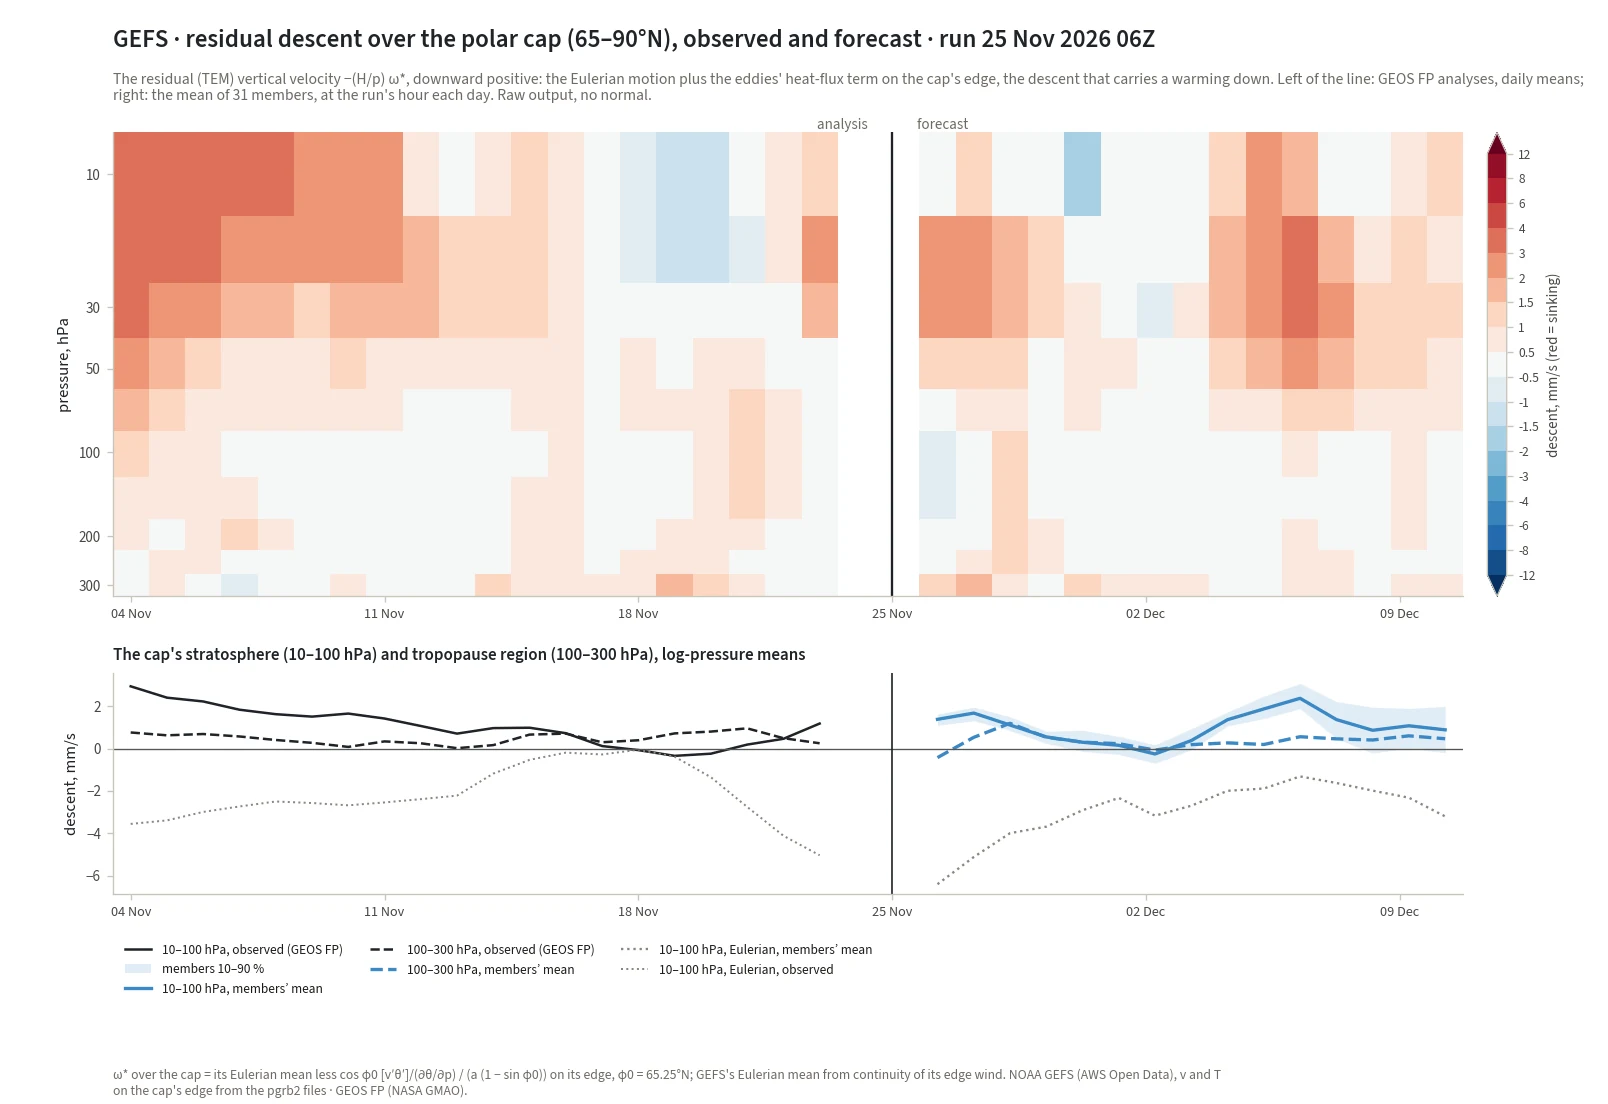 GEFS · residual descent over the polar cap (65–90°N), observed and forecast · run 25 Nov 2026 06Z
The residual (TEM) vertical velocity −(H/p) ω*, downward positive: the Eulerian motion plus the eddies' heat-flux term on the cap's edge, the descent that carries a warming down. Left of the line: GEOS FP analyses, daily means;
right: the mean of 31 members, at the run's hour each day. Raw output, no normal.
analysis
forecast
pressure, hPa
10
30
50
100
200
300
04 Nov
11 Nov
18 Nov
25 Nov
02 Dec
09 Dec
12
8
6
4
3
2
1.5
1
0.5
-0.5
-1
-1.5
-2
-3
-4
-6
-8
-12
descent, mm/s (red = sinking)
The cap's stratosphere (10–100 hPa) and tropopause region (100–300 hPa), log-pressure means
descent, mm/s
2
0
−2
−4
−6
04 Nov
11 Nov
18 Nov
25 Nov
02 Dec
09 Dec
10–100 hPa, observed (GEOS FP)
members 10–90 %
10–100 hPa, members’ mean
100–300 hPa, observed (GEOS FP)
100–300 hPa, members’ mean
10–100 hPa, Eulerian, members’ mean
10–100 hPa, Eulerian, observed
ω* over the cap = its Eulerian mean less cos φ0 [v′θ′]/(∂θ/∂p) / (a (1 − sin φ0)) on its edge, φ0 = 65.25°N; GEFS's Eulerian mean from continuity of its edge wind. NOAA GEFS (AWS Open Data), v and T
on the cap's edge from the pgrb2 files · GEOS FP (NASA GMAO).